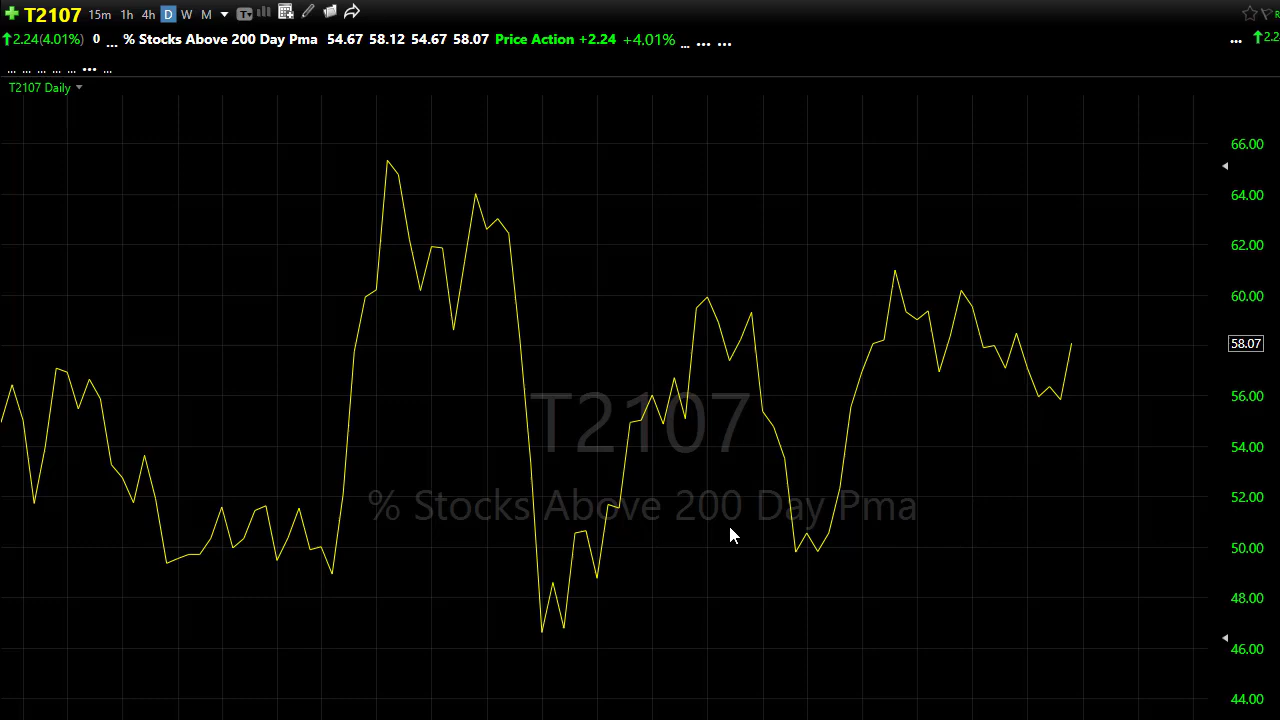 T2107 15m 1h 4h D W M T
2.24(4.01%) 0 ... % Stocks Above 200 Day Pma 54.67 58.12 54.67 58.07 Price Action +2.24 +4.01% ... ... ... ...
... ... ... ... ... ... ...
T2107 Daily
66.00
64.00
62.00
60.00
58.07
56.00
T2107
54.00
52.00
% Stocks Above 200 Day Pma
50.00
48.00
46.00
44.00